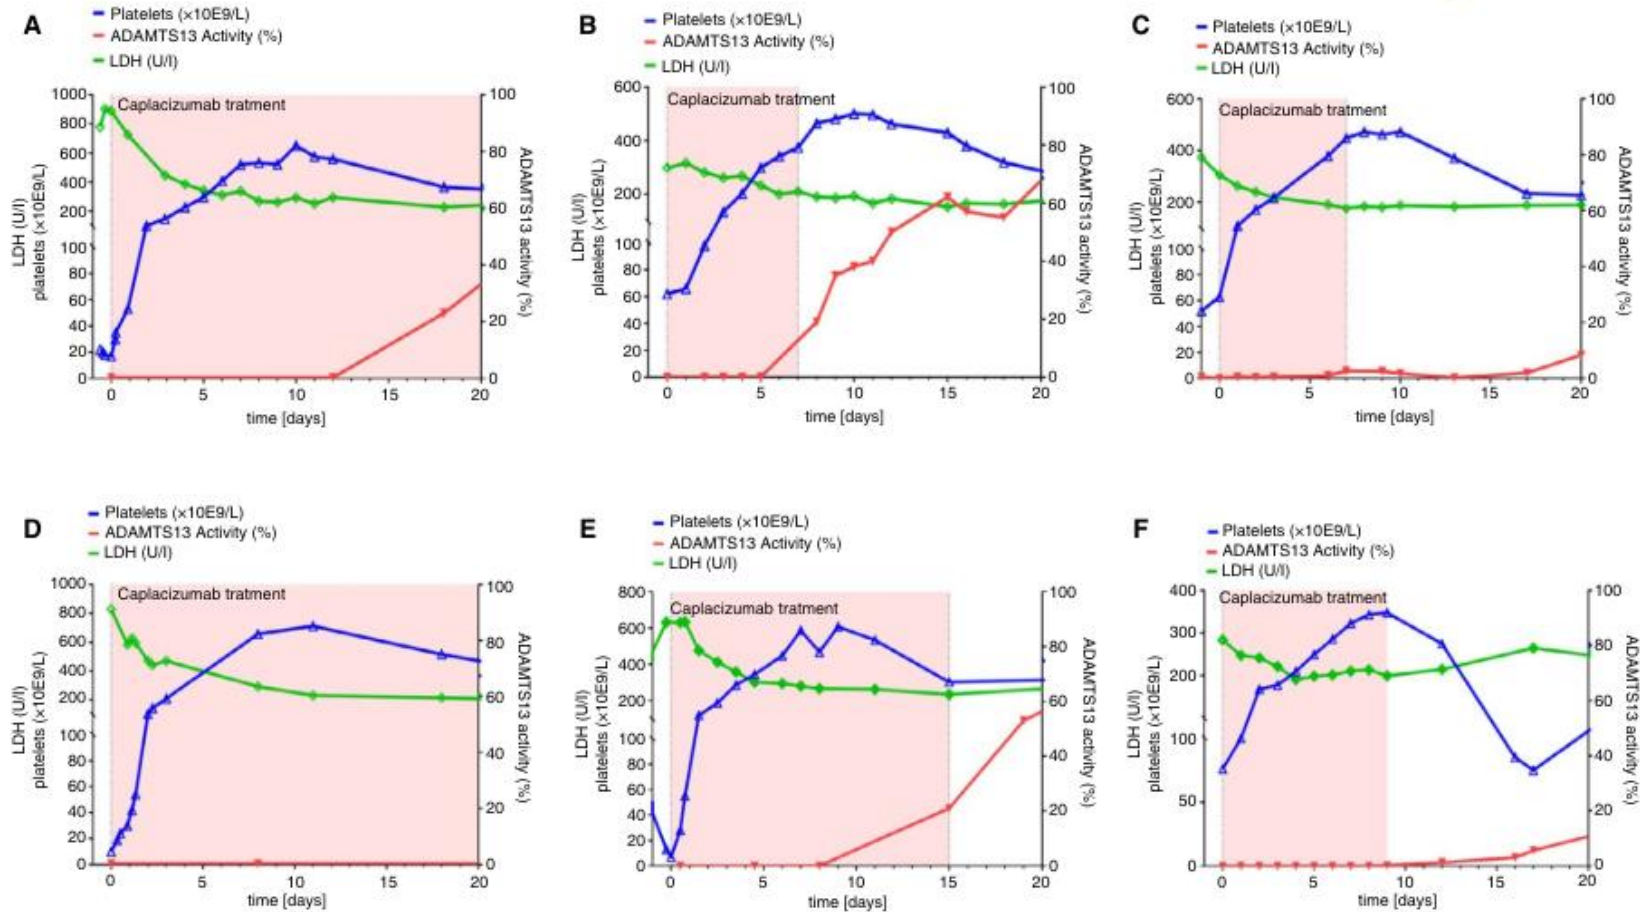 A
Platelets (×10E9/L)
ADAMTS13 Activity (%)
LDH (U/l)
Caplacizumab tratment
1000
800
600
400
200
100
80
60
40
20
0
LDH (U/l)
platelets (×10E9/L)
100
80
60
40
20
0
ADAMTS13 activity (%)
0 5 10 15 20
time [days]
B
Platelets (×10E9/L)
ADAMTS13 Activity (%)
LDH (U/l)
Caplacizumab tratment
600
400
200
100
80
60
40
20
0
LDH (U/l)
platelets (×10E9/L)
100
80
60
40
20
0
ADAMTS13 activity (%)
0 5 10 15 20
time [days]
C
Platelets (×10E9/L)
ADAMTS13 Activity (%)
LDH (U/l)
Caplacizumab tratment
600
400
200
100
80
60
40
20
0
LDH (U/l)
platelets (×10E9/L)
100
80
60
40
20
0
ADAMTS13 activity (%)
0 5 10 15 20
time [days]
D
Platelets (×10E9/L)
ADAMTS13 Activity (%)
LDH (U/l)
Caplacizumab tratment
1000
800
600
400
200
100
80
60
40
20
0
LDH (U/l)
platelets (×10E9/L)
100
80
60
40
20
0
ADAMTS13 activity (%)
0 5 10 15 20
time [days]
E
Platelets (×10E9/L)
ADAMTS13 Activity (%)
LDH (U/l)
Caplacizumab tratment
800
600
400
200
100
80
60
40
20
0
LDH (U/l)
platelets (×10E9/L)
100
80
60
40
20
0
ADAMTS13 activity (%)
0 5 10 15 20
time [days]
F
Platelets (×10E9/L)
ADAMTS13 Activity (%)
LDH (U/l)
Caplacizumab tratment
400
300
200
100
50
0
LDH (U/l)
platelets (×10E9/L)
100
80
60
40
20
0
ADAMTS13 activity (%)
0 5 10 15 20
time [days]